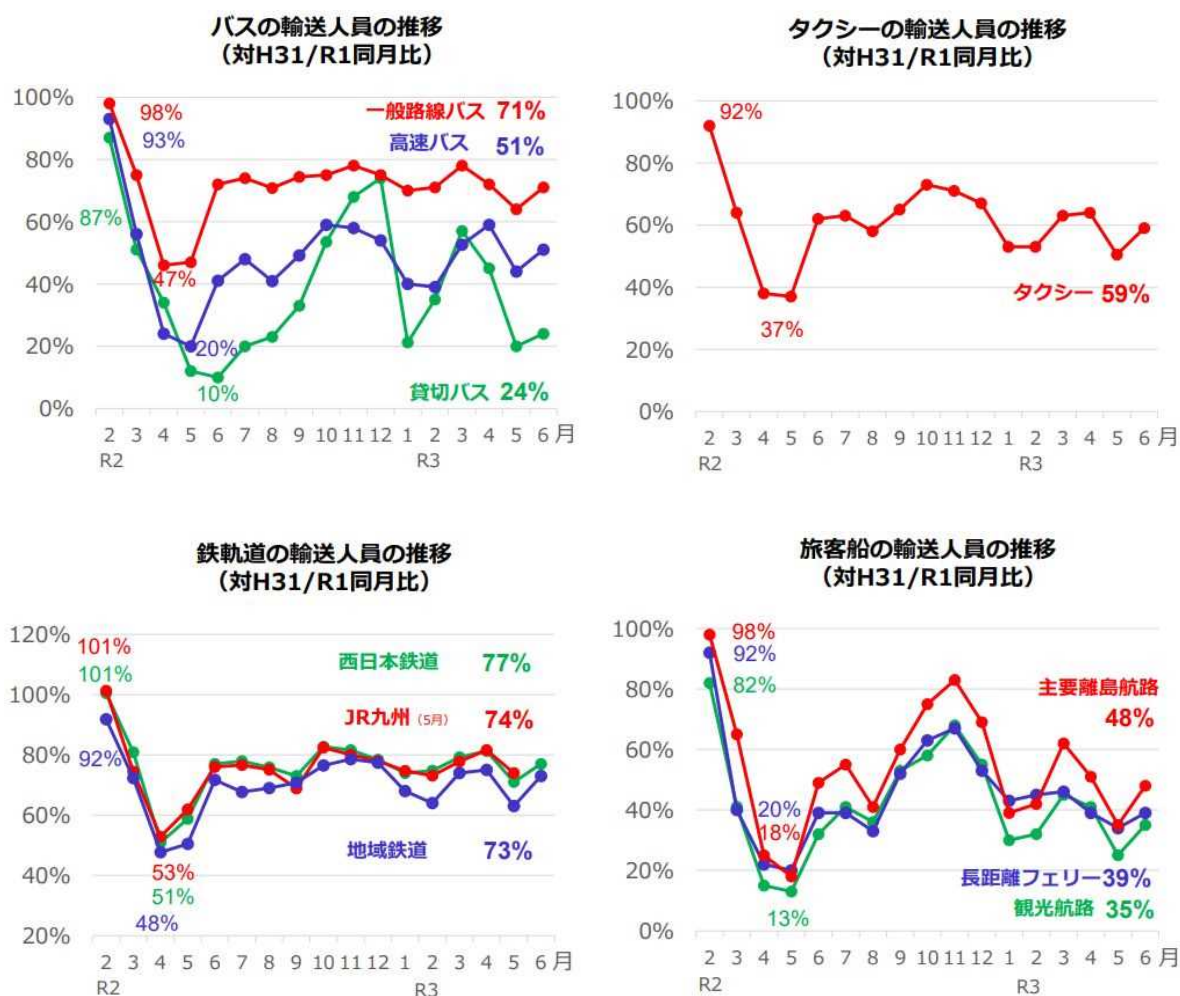 バスの輸送人員の推移
（対H31/R1同月比）
100%
80%
60%
40%
20%
0%
98%
93%
87%
47%
20%
10%
一般路線バス 71%
高速バス 51%
貸切バス 24%
2 3 4 5 6 7 8 9 10 11 12 1 2 3 4 5 6 月
R2 R3
タクシーの輸送人員の推移
（対H31/R1同月比）
100%
80%
60%
40%
20%
0%
92%
37%
タクシー 59%
2 3 4 5 6 7 8 9 10 11 12 1 2 3 4 5 6 月
R2 R3
鉄軌道の輸送人員の推移
（対H31/R1同月比）
120%
100%
80%
60%
40%
20%
101%
101%
92%
53%
51%
48%
西日本鉄道 77%
JR九州（5月） 74%
地域鉄道 73%
2 3 4 5 6 7 8 9 10 11 12 1 2 3 4 5 6 月
R2 R3
旅客船の輸送人員の推移
（対H31/R1同月比）
100%
80%
60%
40%
20%
0%
98%
92%
82%
20%
18%
13%
主要離島航路
48%
長距離フェリー39%
観光航路 35%
2 3 4 5 6 7 8 9 10 11 12 1 2 3 4 5 6 月
R2 R3